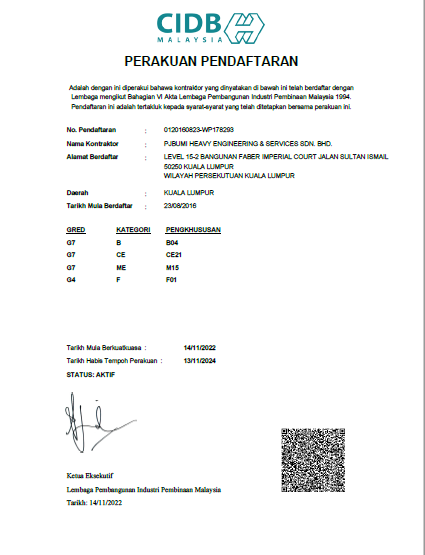 CIDB
MALAYSIA
PERAKUAN PENDAFTARAN
Adalah dengan ini diperakui bahawa kontraktor yang dinyatakan di bawah ini telah berdaftar dengan
Lembaga mengikut Bahagian VI Akta Lembaga Pembangunan Industri Pembinaan Malaysia 1994.
Pendaftaran ini adalah tertakluk kepada syarat-syarat yang telah ditetapkan bersama perakuan ini.
No. Pendaftaran : 0120160823-WP178293
Nama Kontraktor : PJBUMI HEAVY ENGINEERING & SERVICES SDN. BHD.
Alamat Berdaftar : LEVEL 15-2 BANGUNAN FABER IMPERIAL COURT JALAN SULTAN ISMAIL
50250 KUALA LUMPUR
WILAYAH PERSEKUTUAN KUALA LUMPUR
Daerah : KUALA LUMPUR
Tarikh Mula Berdaftar : 23/08/2016
GRED KATEGORI PENGKHUSUSAN
G7 B B04
G7 CE CE21
G7 ME M15
G4 F F01
Tarikh Mula Berkuatkuasa : 14/11/2022
Tarikh Habis Tempoh Perakuan : 13/11/2024
STATUS: AKTIF
Ketua Eksekutif
Lembaga Pembangunan Industri Pembinaan Malaysia
Tarikh: 14/11/2022